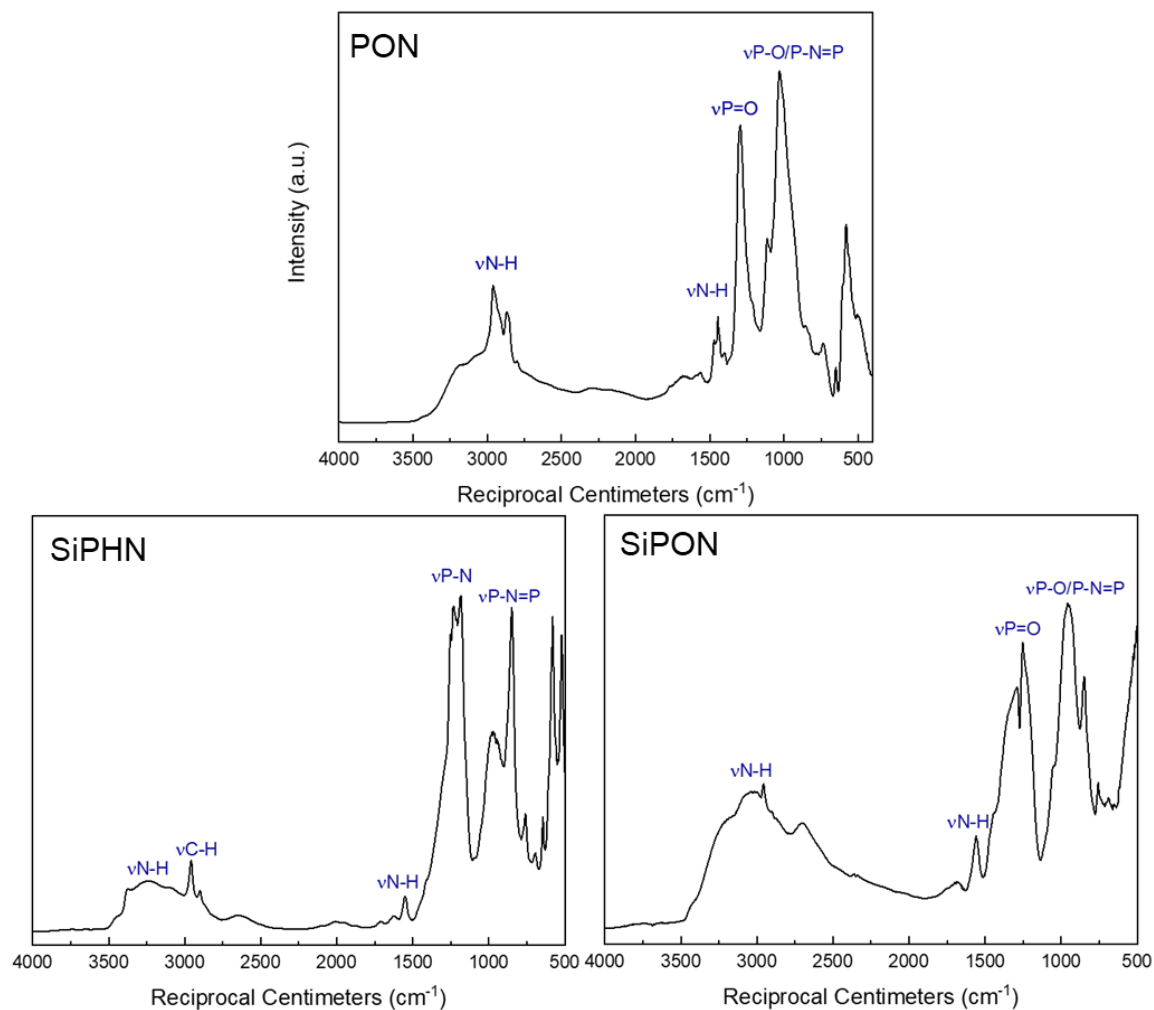 PON
νP-O/P-N=P
νP=O
νN-H
νN-H
Intensity (a.u.)
4000 3500 3000 2500 2000 1500 1000 500
Reciprocal Centimeters (cm⁻¹)
SiPHN
νP-N
νP-N=P
νC-H
νN-H
νN-H
4000 3500 3000 2500 2000 1500 1000 500
Reciprocal Centimeters (cm⁻¹)
SiPON
νP-O/P-N=P
νP=O
νN-H
νN-H
4000 3500 3000 2500 2000 1500 1000 500
Reciprocal Centimeters (cm⁻¹)